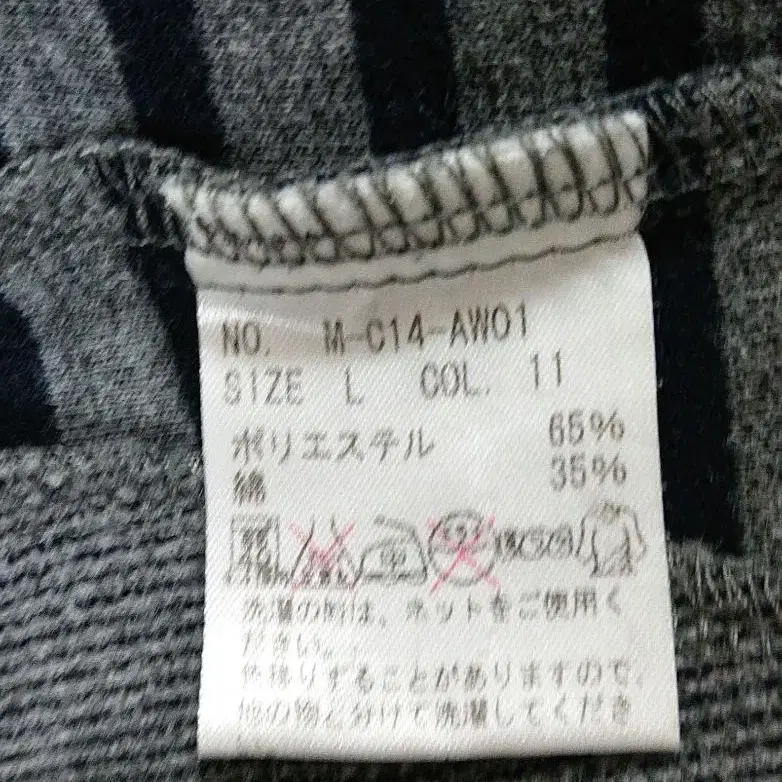 NO. M-C14-AW01
SIZE L COL. 11
ポリエステル 65%
綿 35%
洗濯の時は、ネットをご使用く
ださい。
色移りすることがありますので、
他の物と分けて洗濯してくださ